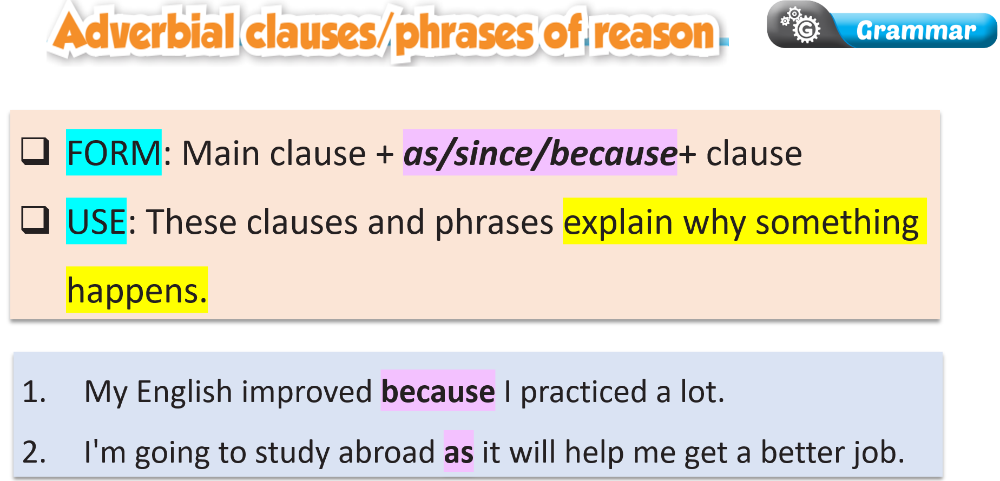 Adverbial clauses/phrases of reason
Grammar
FORM: Main clause + as/since/because+ clause
USE: These clauses and phrases explain why something
happens.
1. My English improved because I practiced a lot.
2. I'm going to study abroad as it will help me get a better job.